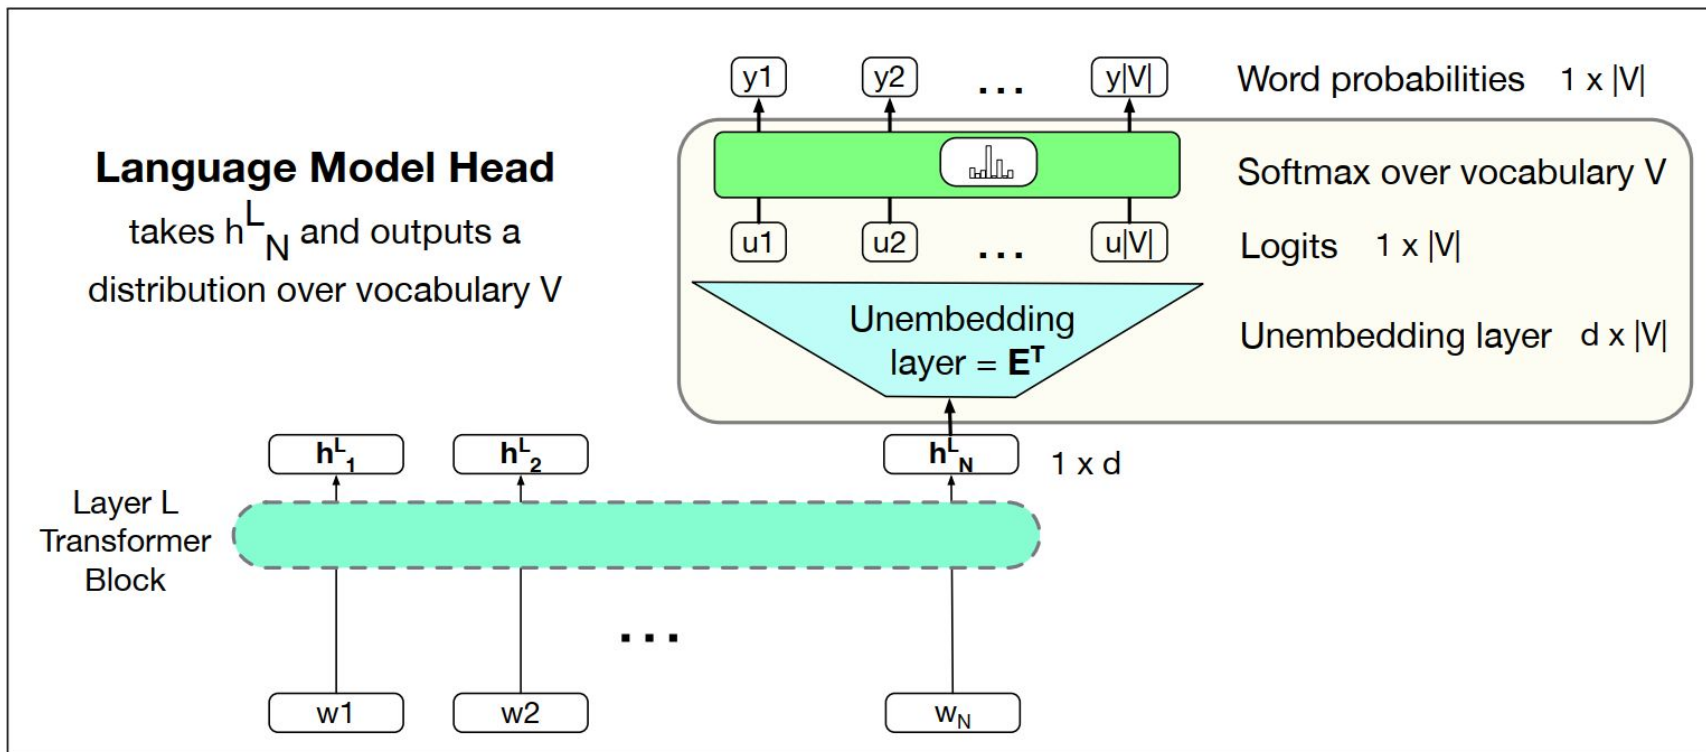 y1 y2 ... y|V| Word probabilities 1 x |V|
Language Model Head
takes h^L_N and outputs a
distribution over vocabulary V
Softmax over vocabulary V
u1 u2 ... u|V| Logits 1 x |V|
Unembedding
layer = E^T
Unembedding layer d x |V|
h^L_1 h^L_2 h^L_N 1 x d
Layer L
Transformer
Block
...
w1 w2 w_N